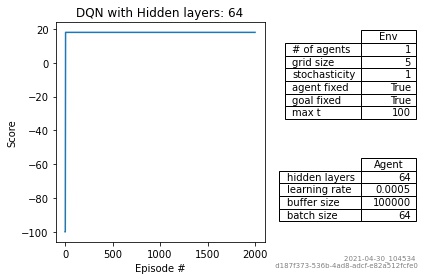 DQN with Hidden layers: 64
20
0
−20
−40
−60
−80
−100
Score
0 500 1000 1500 2000
Episode #
Env
# of agents 1
grid size 5
stochasticity 1
agent fixed True
goal fixed True
max t 100
Agent
hidden layers 64
learning rate 0.0005
buffer size 100000
batch size 64
2021-04-30_104534
d187f373-536b-4ad8-adcf-e82a512fcfe0